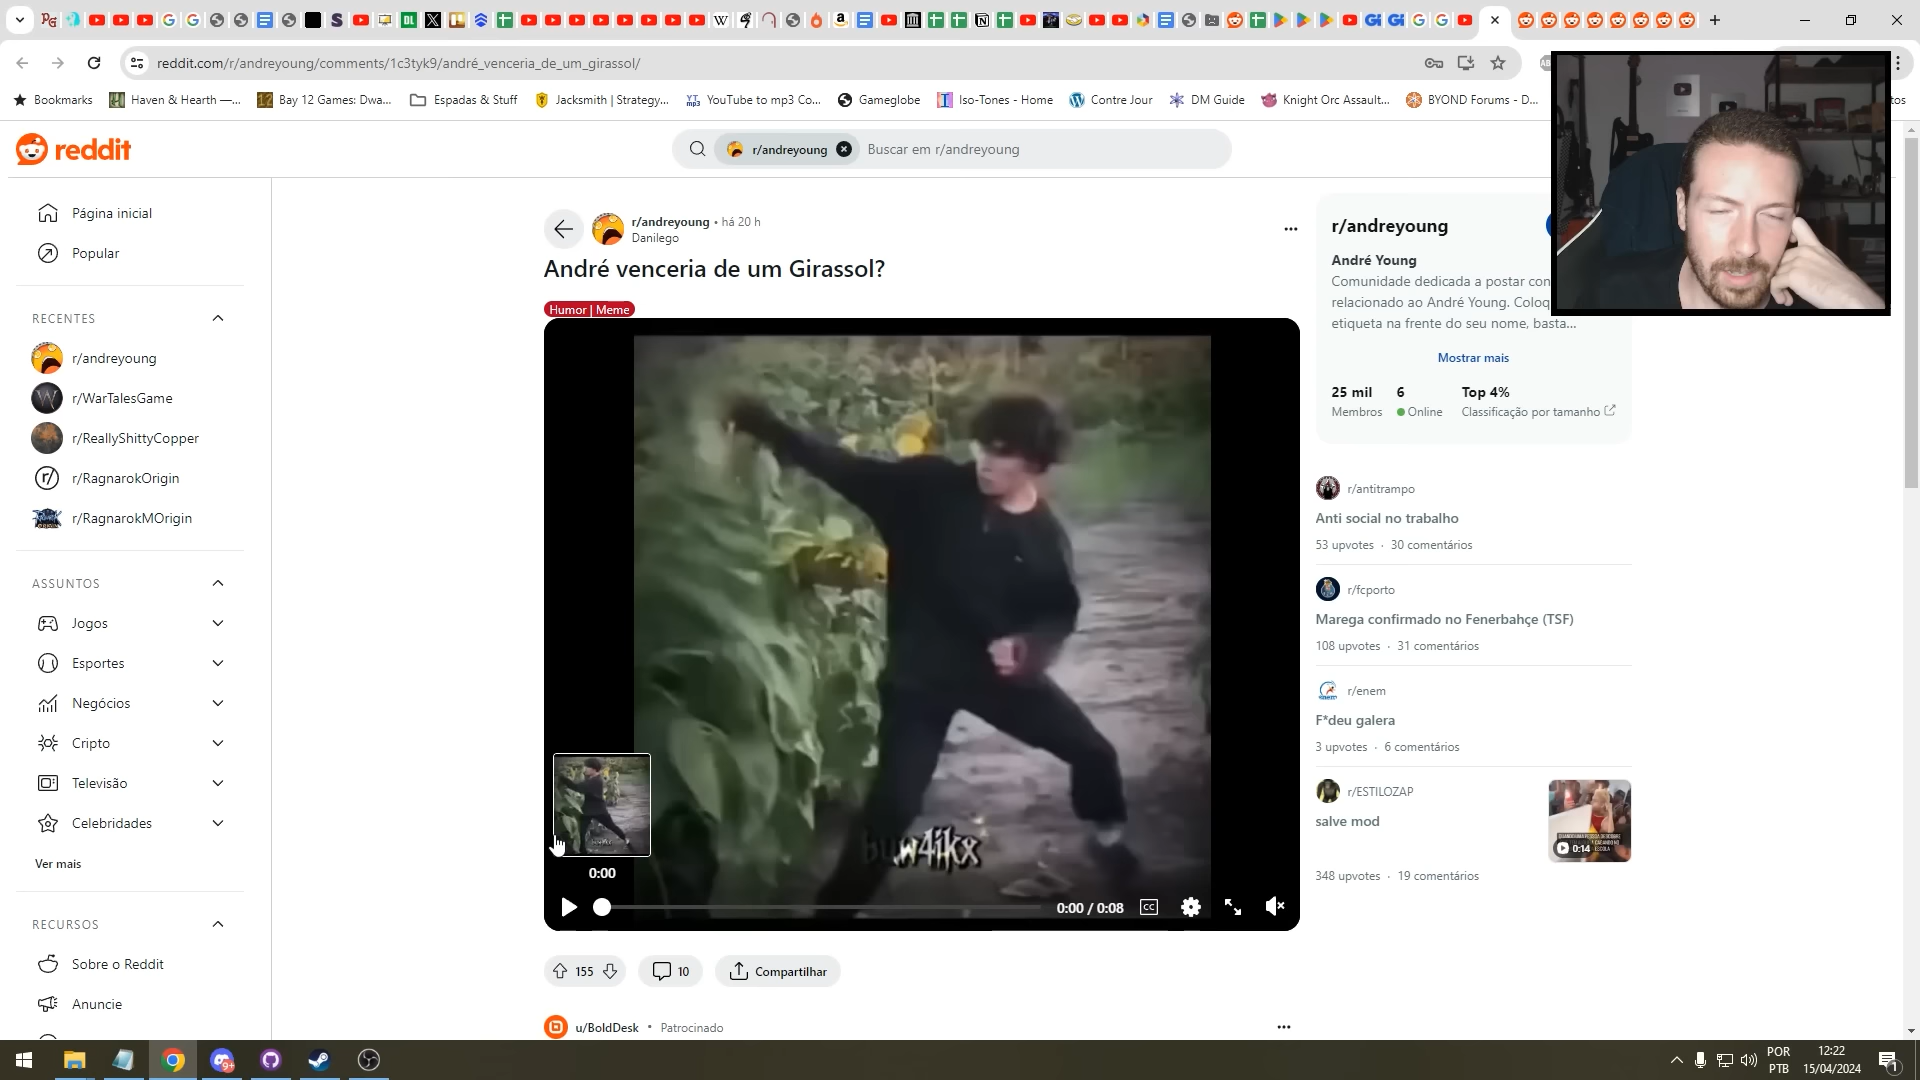 reddit.com/r/andreyoung/comments/1c3tyk9/andré_venceria_de_um_girassol/
Bookmarks
Haven & Hearth —...
Bay 12 Games: Dwa...
Espadas & Stuff
Jacksmith | Strategy...
YouTube to mp3 Co...
Gameglobe
Iso-Tones - Home
Contre Jour
DM Guide
Knight Orc Assault...
BYOND Forums - D...
reddit
r/andreyoung
Buscar em r/andreyoung
Página inicial
Popular
RECENTES
r/andreyoung
r/WarTalesGame
r/ReallyShittyCopper
r/RagnarokOrigin
r/RagnarokMOrigin
ASSUNTOS
Jogos
Esportes
Negócios
Cripto
Televisão
Celebridades
Ver mais
RECURSOS
Sobre o Reddit
Anuncie
r/andreyoung • há 20 h
Danilego
André venceria de um Girassol?
Humor | Meme
0:00
0:00 / 0:08
155
10
Compartilhar
u/BoldDesk • Patrocinado
r/andreyoung
André Young
Comunidade dedicada a postar con
relacionado ao André Young. Coloq
etiqueta na frente do seu nome, basta...
Mostrar mais
25 mil 6 Top 4%
Membros Online Classificação por tamanho
r/antitrampo
Anti social no trabalho
53 upvotes · 30 comentários
r/fcporto
Marega confirmado no Fenerbahçe (TSF)
108 upvotes · 31 comentários
r/enem
F*deu galera
3 upvotes · 6 comentários
r/ESTILOZAP
salve mod
0:14
348 upvotes · 19 comentários
POR
PTB
12:22
15/04/2024